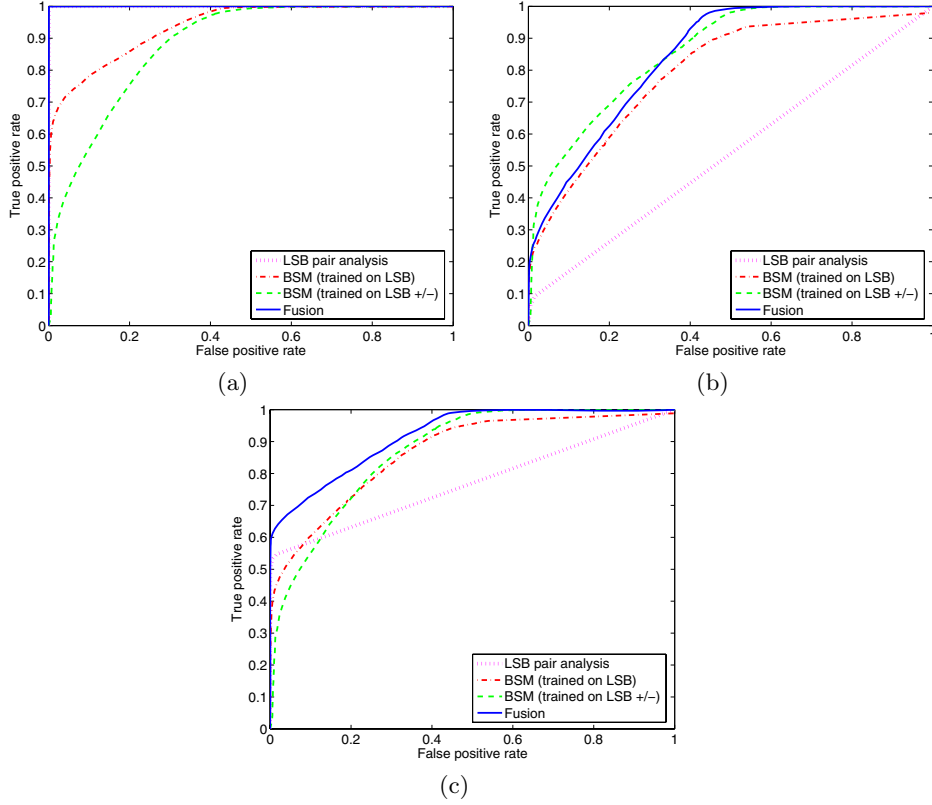 1
0.9
0.8
0.7
0.6
0.5
0.4
0.3
0.2
0.1
0
True positive rate
0 0.2 0.4 0.6 0.8 1
False positive rate
LSB pair analysis
BSM (trained on LSB)
BSM (trained on LSB +/−)
Fusion
(a)
1
0.9
0.8
0.7
0.6
0.5
0.4
0.3
0.2
0.1
0
True positive rate
0 0.2 0.4 0.6 0.8 1
False positive rate
LSB pair analysis
BSM (trained on LSB)
BSM (trained on LSB +/−)
Fusion
(b)
1
0.9
0.8
0.7
0.6
0.5
0.4
0.3
0.2
0.1
0
True positive rate
0 0.2 0.4 0.6 0.8 1
False positive rate
LSB pair analysis
BSM (trained on LSB)
BSM (trained on LSB +/−)
Fusion
(c)